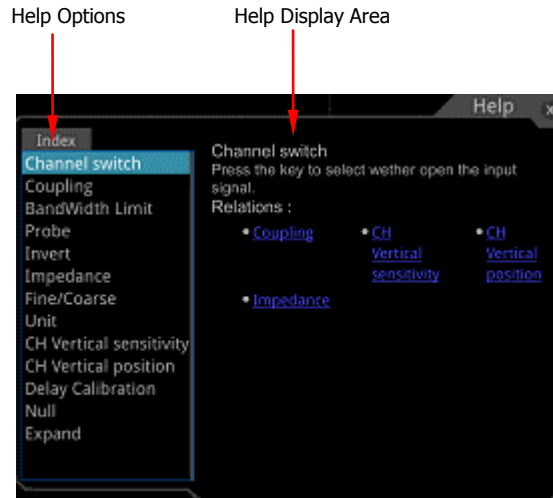 Help Options
Help Display Area
Help
x
Index
Channel switch
Coupling
BandWidth Limit
Probe
Invert
Impedance
Fine/Coarse
Unit
CH Vertical sensitivity
CH Vertical position
Delay Calibration
Null
Expand
Channel switch
Press the key to select wether open the input
signal.
Relations :
• Coupling
• CH
Vertical
sensitivity
• CH
Vertical
position
• Impedance